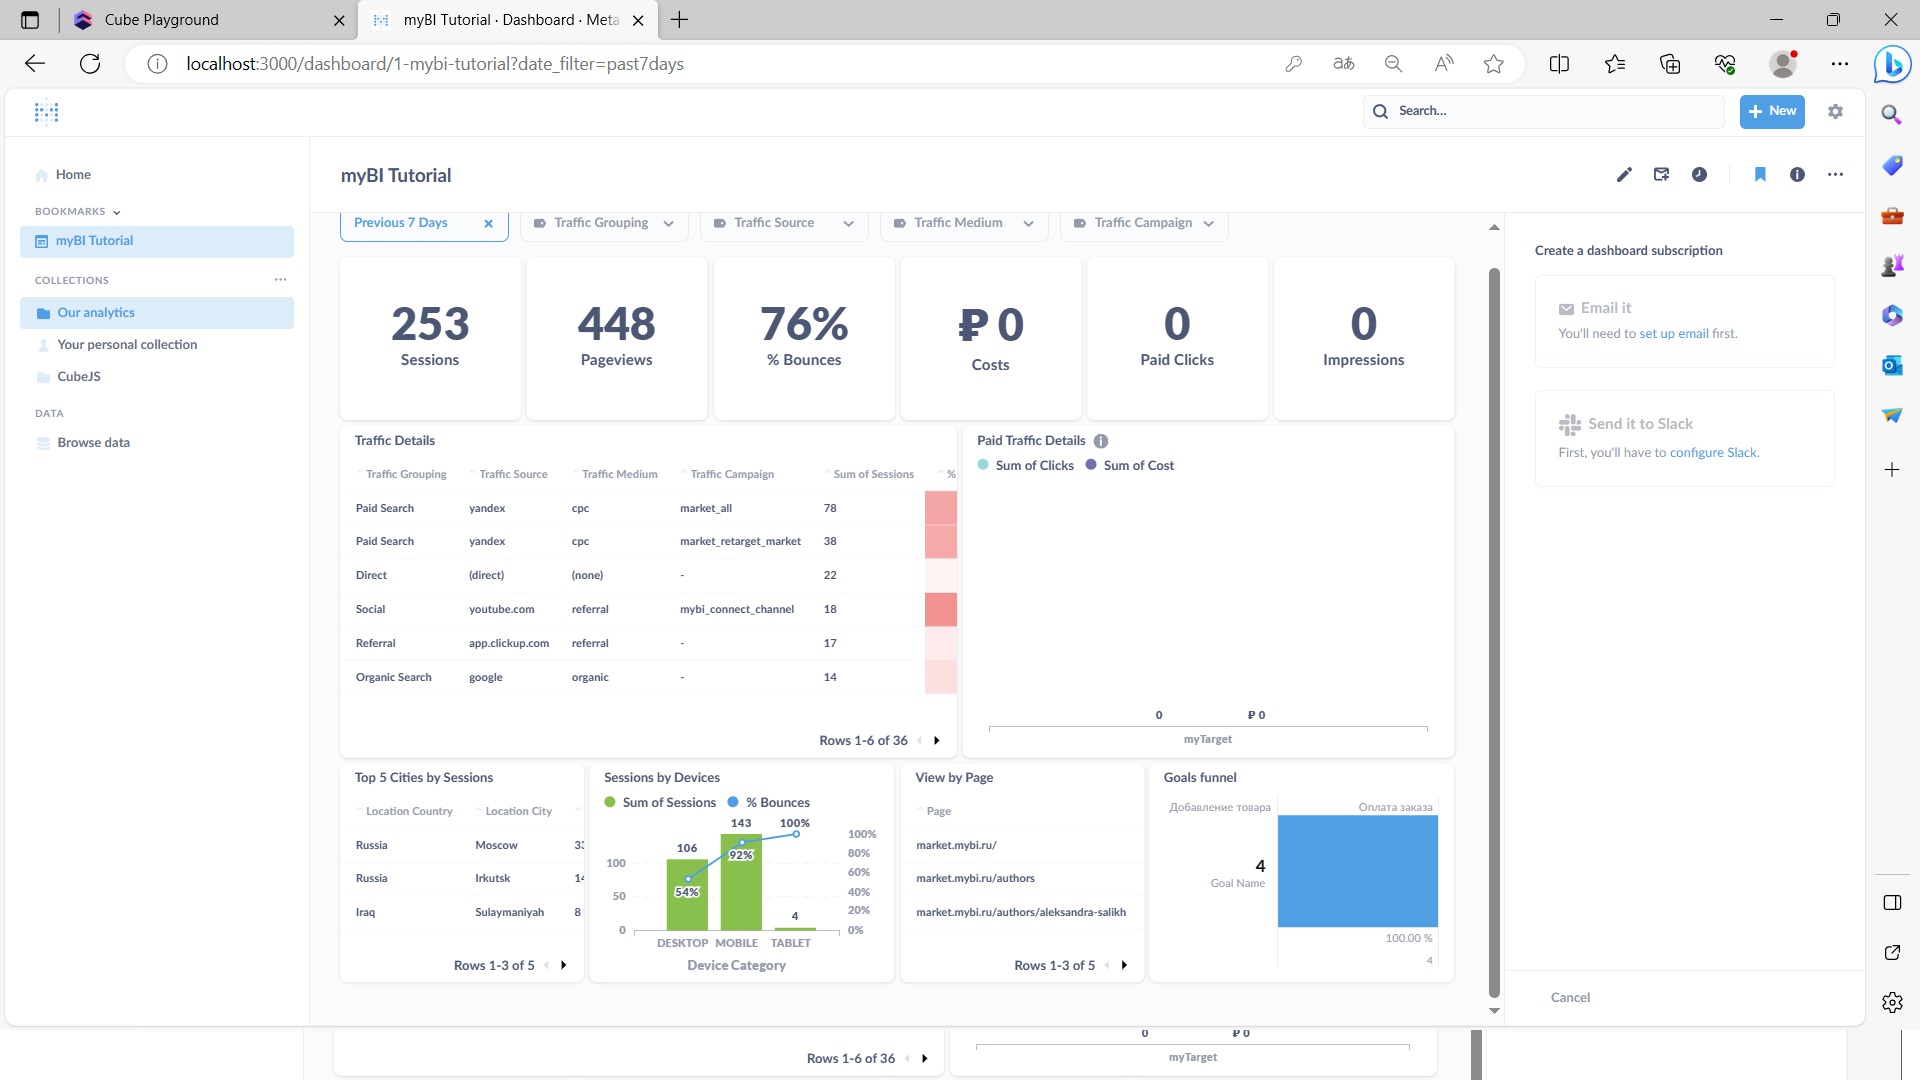 Cube Playground
myBI Tutorial · Dashboard · Meta
localhost:3000/dashboard/1-mybi-tutorial?date_filter=past7days
Search...
+ New
Home
BOOKMARKS
myBI Tutorial
COLLECTIONS
Our analytics
Your personal collection
CubeJS
DATA
Browse data
myBI Tutorial
Previous 7 Days
Traffic Grouping
Traffic Source
Traffic Medium
Traffic Campaign
253
Sessions
448
Pageviews
76%
% Bounces
₽ 0
Costs
0
Paid Clicks
0
Impressions
Traffic Details
Traffic Grouping Traffic Source Traffic Medium Traffic Campaign Sum of Sessions %
Paid Search yandex cpc market_all 78
Paid Search yandex cpc market_retarget_market 38
Direct (direct) (none) - 22
Social youtube.com referral mybi_connect_channel 18
Referral app.clickup.com referral - 17
Organic Search google organic - 14
Rows 1-6 of 36
Paid Traffic Details
Sum of Clicks Sum of Cost
0 ₽ 0
myTarget
Top 5 Cities by Sessions
Location Country Location City
Russia Moscow 33
Russia Irkutsk 14
Iraq Sulaymaniyah 8
Rows 1-3 of 5
Sessions by Devices
Sum of Sessions % Bounces
106 143 100%
54% 92% 4
100
50
0
100%
80%
60%
40%
20%
0%
DESKTOP MOBILE TABLET
Device Category
View by Page
Page
market.mybi.ru/
market.mybi.ru/authors
market.mybi.ru/authors/aleksandra-salikh
Rows 1-3 of 5
Goals funnel
Добавление товара Оплата заказа
4
Goal Name
100.00 %
4
Create a dashboard subscription
Email it
You'll need to set up email first.
Send it to Slack
First, you'll have to configure Slack.
Cancel
Rows 1-6 of 36
0 ₽ 0
myTarget